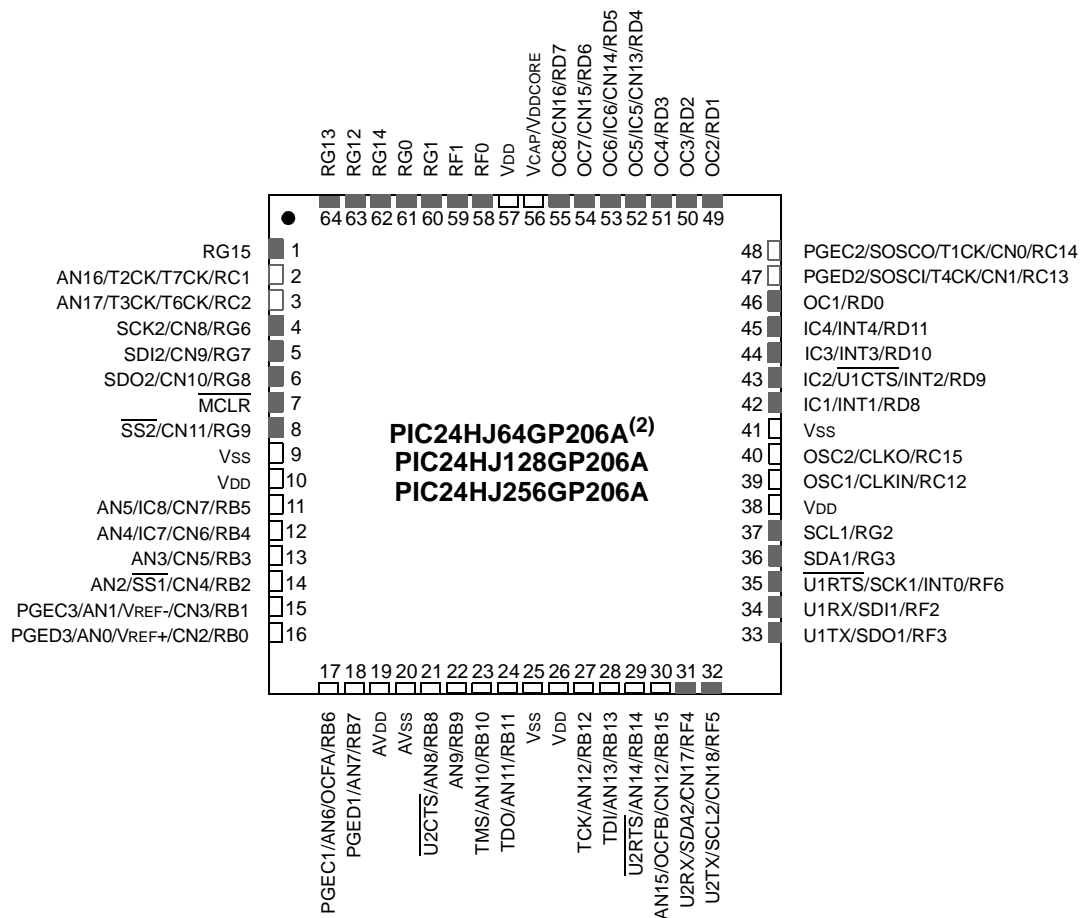 RG13
RG12
RG14
RG0
RG1
RF1
RF0
VDD
VCAP/VDDCORE
OC8/CN16/RD7
OC7/CN15/RD6
OC6/IC6/CN14/RD5
OC5/IC5/CN13/RD4
OC4/RD3
OC3/RD2
OC2/RD1
64 63 62 61 60 59 58 57 56 55 54 53 52 51 50 49
RG15 1
AN16/T2CK/T7CK/RC1 2
AN17/T3CK/T6CK/RC2 3
SCK2/CN8/RG6 4
SDI2/CN9/RG7 5
SDO2/CN10/RG8 6
MCLR 7
SS2/CN11/RG9 8
VSS 9
VDD 10
AN5/IC8/CN7/RB5 11
AN4/IC7/CN6/RB4 12
AN3/CN5/RB3 13
AN2/SS1/CN4/RB2 14
PGEC3/AN1/VREF-/CN3/RB1 15
PGED3/AN0/VREF+/CN2/RB0 16
PIC24HJ64GP206A(2)
PIC24HJ128GP206A
PIC24HJ256GP206A
48 PGEC2/SOSCO/T1CK/CN0/RC14
47 PGED2/SOSCI/T4CK/CN1/RC13
46 OC1/RD0
45 IC4/INT4/RD11
44 IC3/INT3/RD10
43 IC2/U1CTS/INT2/RD9
42 IC1/INT1/RD8
41 VSS
40 OSC2/CLKO/RC15
39 OSC1/CLKIN/RC12
38 VDD
37 SCL1/RG2
36 SDA1/RG3
35 U1RTS/SCK1/INT0/RF6
34 U1RX/SDI1/RF2
33 U1TX/SDO1/RF3
17 18 19 20 21 22 23 24 25 26 27 28 29 30 31 32
PGEC1/AN6/OCFA/RB6
PGED1/AN7/RB7
AVDD
AVSS
U2CTS/AN8/RB8
AN9/RB9
TMS/AN10/RB10
TDO/AN11/RB11
VSS
VDD
TCK/AN12/RB12
TDI/AN13/RB13
U2RTS/AN14/RB14
AN15/OCFB/CN12/RB15
U2RX/SDA2/CN17/RF4
U2TX/SCL2/CN18/RF5